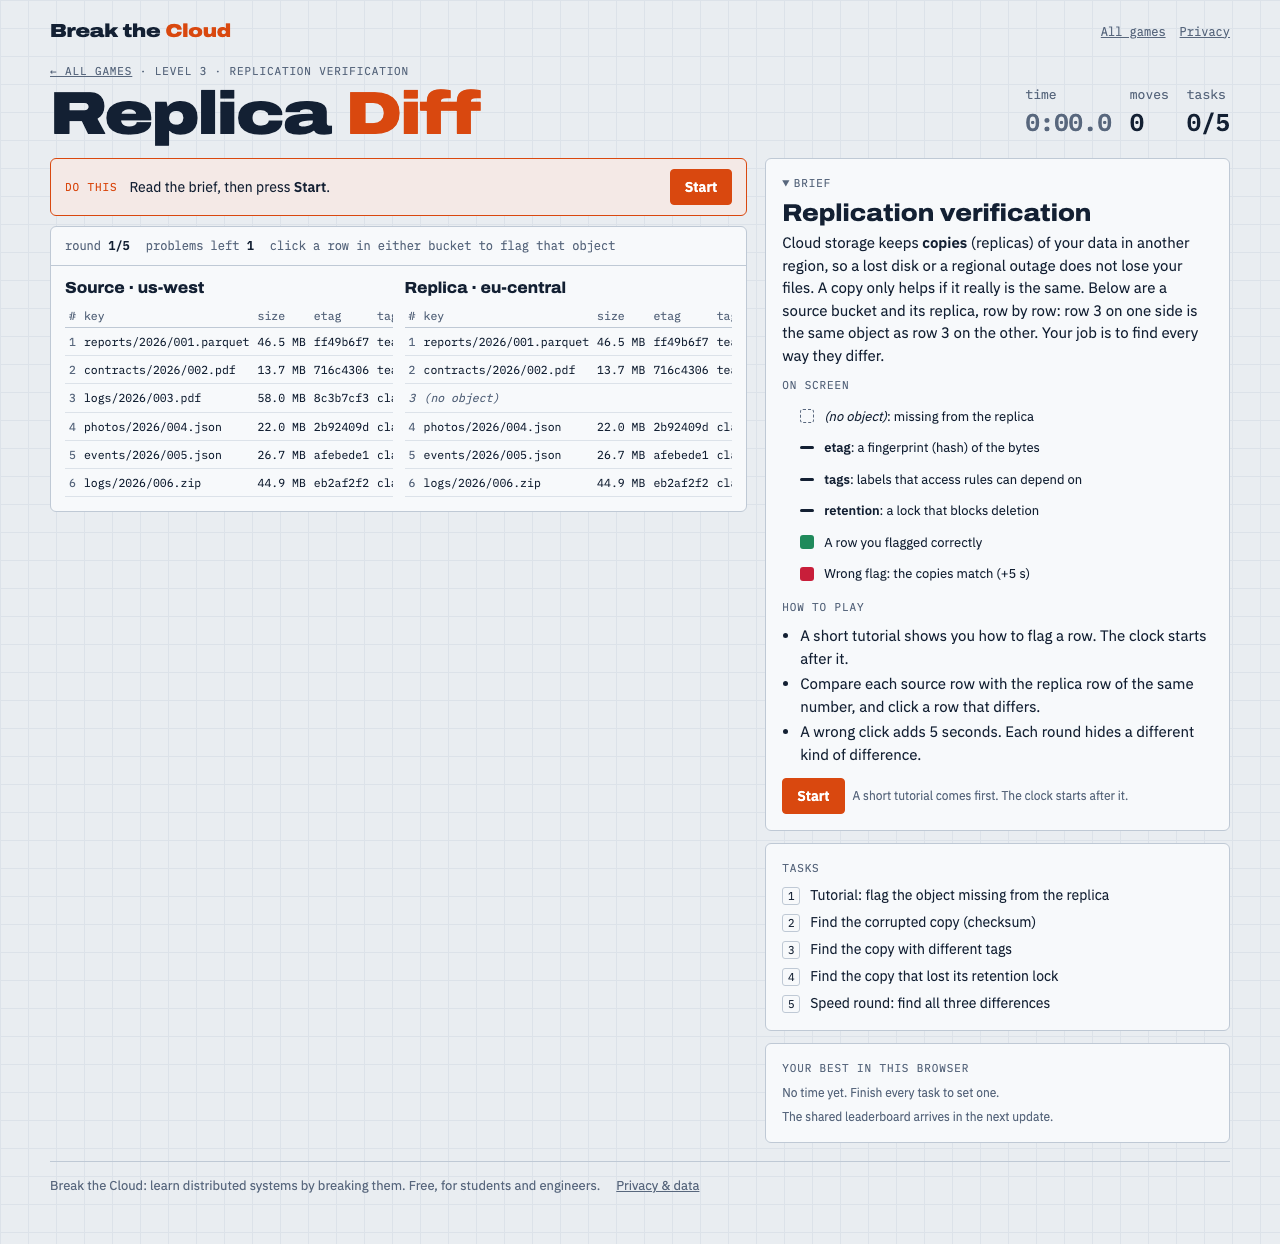 Break the Cloud
All games Privacy
← ALL GAMES · LEVEL 3 · REPLICATION VERIFICATION
Replica Diff
time moves tasks
0:00.0 0 0/5
DO THIS Read the brief, then press Start.
Start
round 1/5 problems left 1 click a row in either bucket to flag that object
Source · us-west
# key size etag
1 reports/2026/001.parquet 46.5 MB ff49b6f7
2 contracts/2026/002.pdf 13.7 MB 716c4306
3 logs/2026/003.pdf 58.0 MB 8c3b7cf3
4 photos/2026/004.json 22.0 MB 2b92409d
5 events/2026/005.json 26.7 MB afebede1
6 logs/2026/006.zip 44.9 MB eb2af2f2
Replica · eu-central
# key size etag
1 reports/2026/001.parquet 46.5 MB ff49b6f7
2 contracts/2026/002.pdf 13.7 MB 716c4306
3 (no object)
4 photos/2026/004.json 22.0 MB 2b92409d
5 events/2026/005.json 26.7 MB afebede1
6 logs/2026/006.zip 44.9 MB eb2af2f2
▼ BRIEF
Replication verification
Cloud storage keeps copies (replicas) of your data in another
region, so a lost disk or a regional outage does not lose your
files. A copy only helps if it really is the same. Below are a
source bucket and its replica, row by row: row 3 on one side is
the same object as row 3 on the other. Your job is to find every
way they differ.
ON SCREEN
(no object): missing from the replica
etag: a fingerprint (hash) of the bytes
tags: labels that access rules can depend on
retention: a lock that blocks deletion
A row you flagged correctly
Wrong flag: the copies match (+5 s)
HOW TO PLAY
• A short tutorial shows you how to flag a row. The clock starts
after it.
• Compare each source row with the replica row of the same
number, and click a row that differs.
• A wrong click adds 5 seconds. Each round hides a different
kind of difference.
Start A short tutorial comes first. The clock starts after it.
TASKS
1 Tutorial: flag the object missing from the replica
2 Find the corrupted copy (checksum)
3 Find the copy with different tags
4 Find the copy that lost its retention lock
5 Speed round: find all three differences
YOUR BEST IN THIS BROWSER
No time yet. Finish every task to set one.
The shared leaderboard arrives in the next update.
Break the Cloud: learn distributed systems by breaking them. Free, for students and engineers. Privacy & data